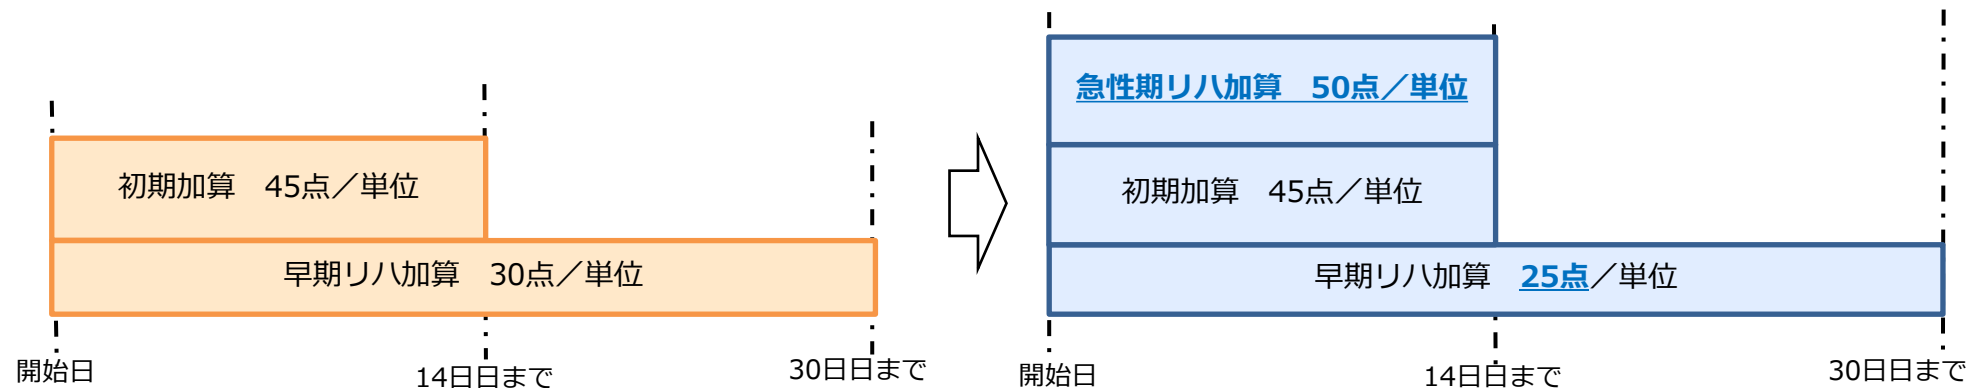 初期加算　45点／単位
早期リハ加算　30点／単位
開始日
14日日まで
30日日まで
急性期リハ加算　50点／単位
初期加算　45点／単位
早期リハ加算　25点／単位
開始日
14日日まで
30日日まで